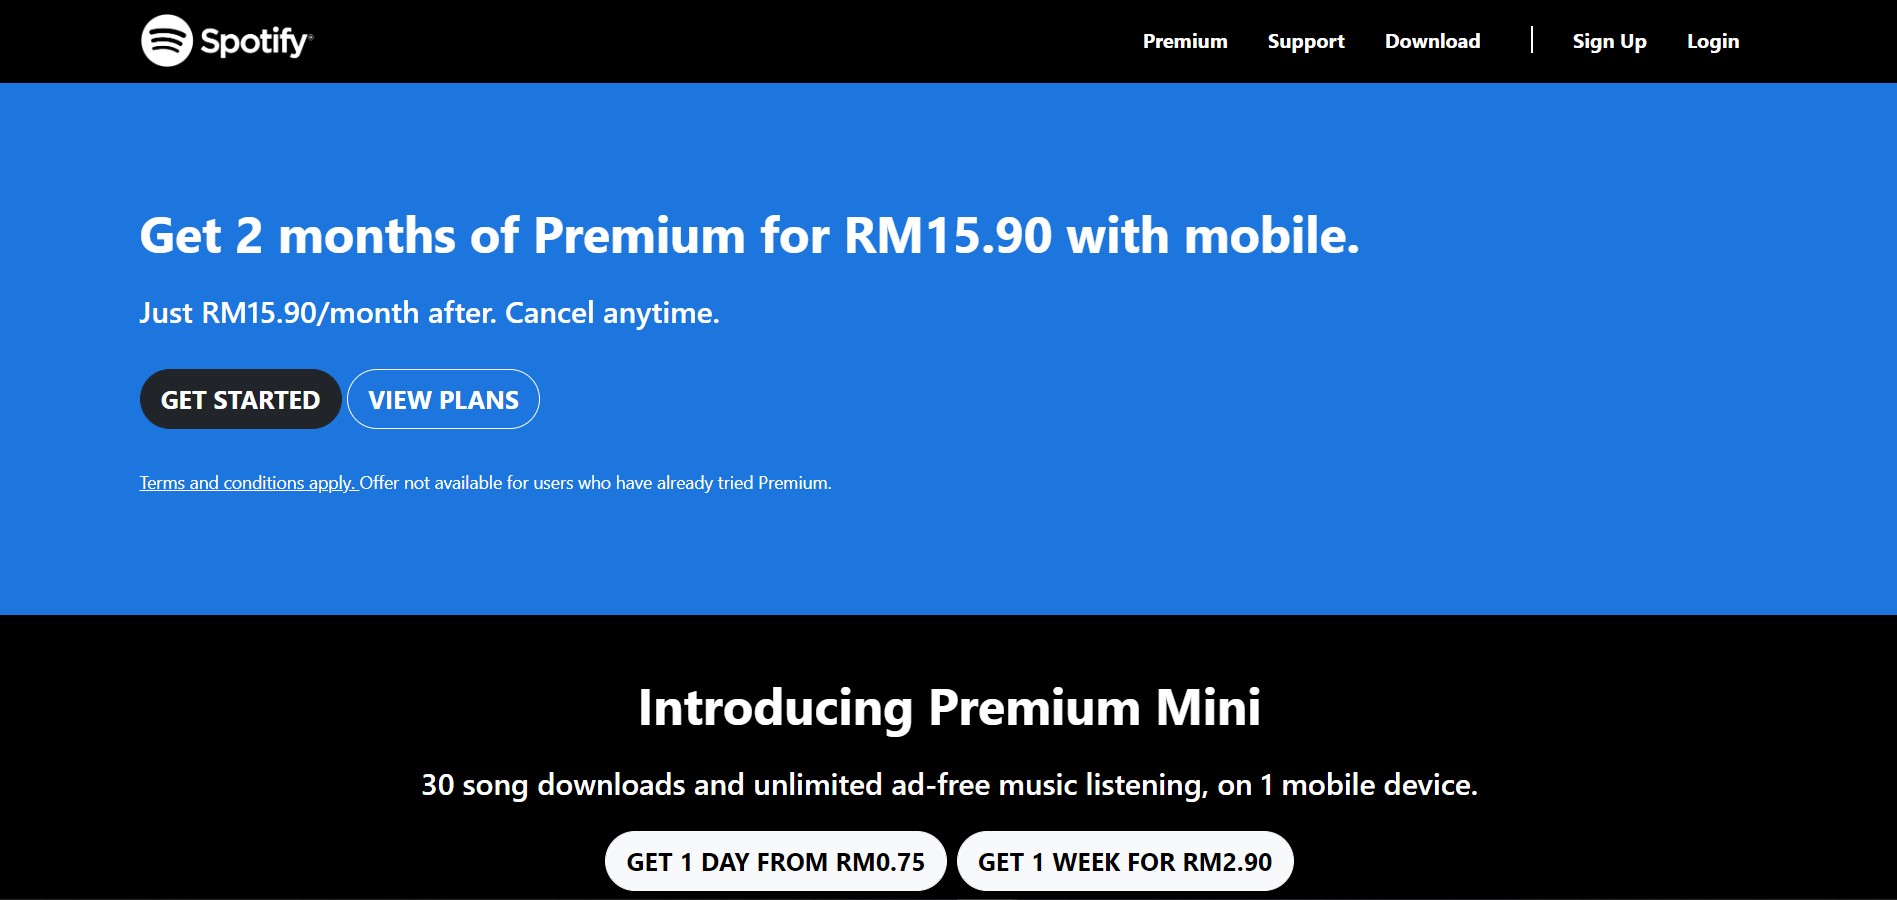 Spotify®
Premium Support Download Sign Up Login
Get 2 months of Premium for RM15.90 with mobile.
Just RM15.90/month after. Cancel anytime.
GET STARTED VIEW PLANS
Terms and conditions apply. Offer not available for users who have already tried Premium.
Introducing Premium Mini
30 song downloads and unlimited ad-free music listening, on 1 mobile device.
GET 1 DAY FROM RM0.75 GET 1 WEEK FOR RM2.90